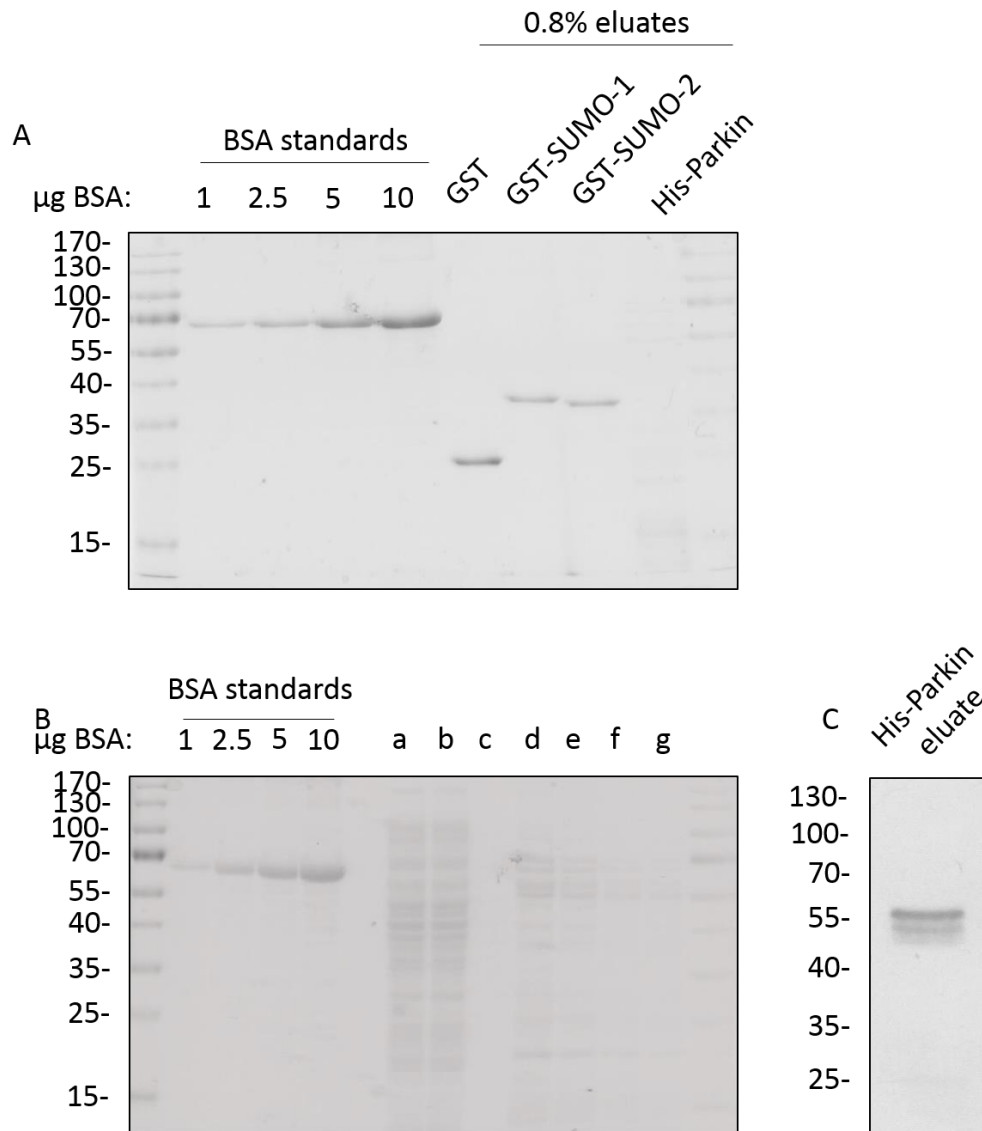 0.8% eluates
A
BSA standards
GST
GST-SUMO-1
GST-SUMO-2
His-Parkin
µg BSA: 1 2.5 5 10
170-
130-
100-
70-
55-
40-
35-
25-
15-
BSA standards
B
µg BSA: 1 2.5 5 10 a b c d e f g
170-
130-
100-
70-
55-
40-
35-
25-
15-
C
His-Parkin
eluate
130-
100-
70-
55-
40-
35-
25-